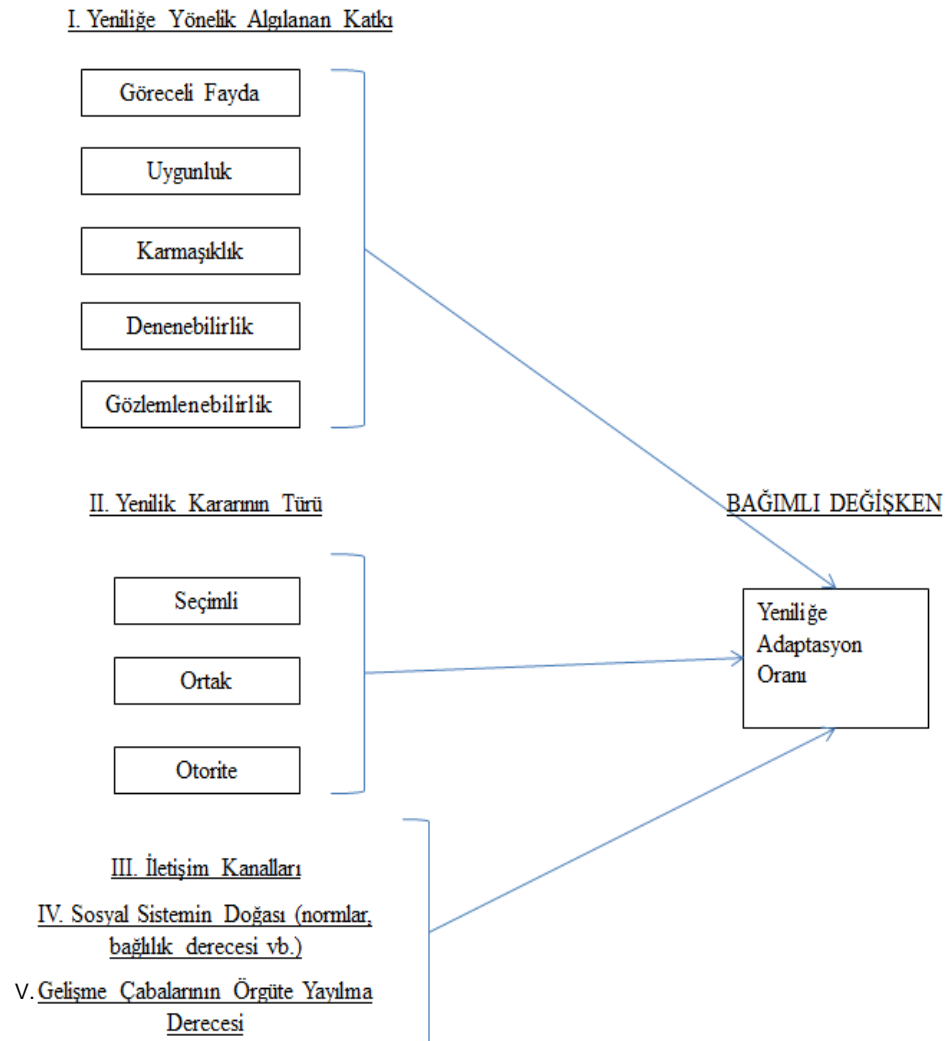 I. Yeniliğe Yönelik Algılanan Katkı
Göreceli Fayda
Uygunluk
Karmaşıklık
Denenebilirlik
Gözlemlenebilirlik
II. Yenilik Kararının Türü
BAĞIMLI DEĞİŞKEN
Seçimli
Ortak
Otorite
Yeniliğe
Adaptasyon
Oranı
III. İletişim Kanalları
IV. Sosyal Sistemin Doğası (normlar,
bağlılık derecesi vb.)
V. Gelişme Çabalarının Örgüte Yayılma
Derecesi